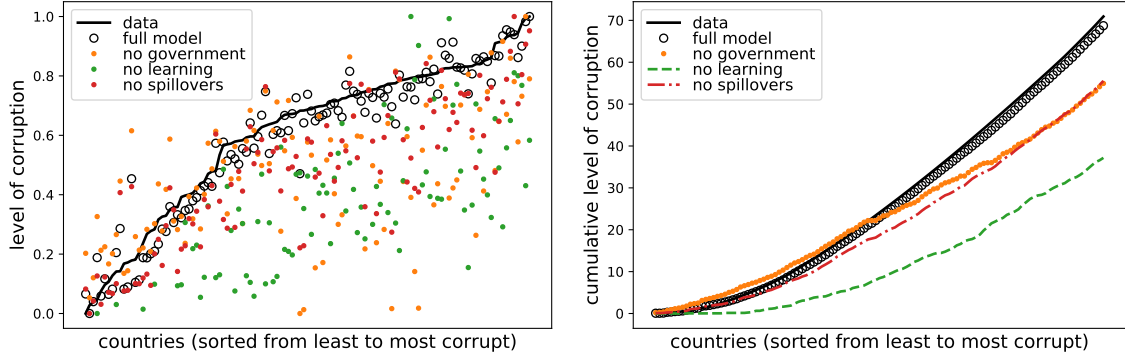 level of corruption
1.0
0.8
0.6
0.4
0.2
0.0
data
full model
no government
no learning
no spillovers
countries (sorted from least to most corrupt)
cumulative level of corruption
70
60
50
40
30
20
10
0
data
full model
no government
no learning
no spillovers
countries (sorted from least to most corrupt)